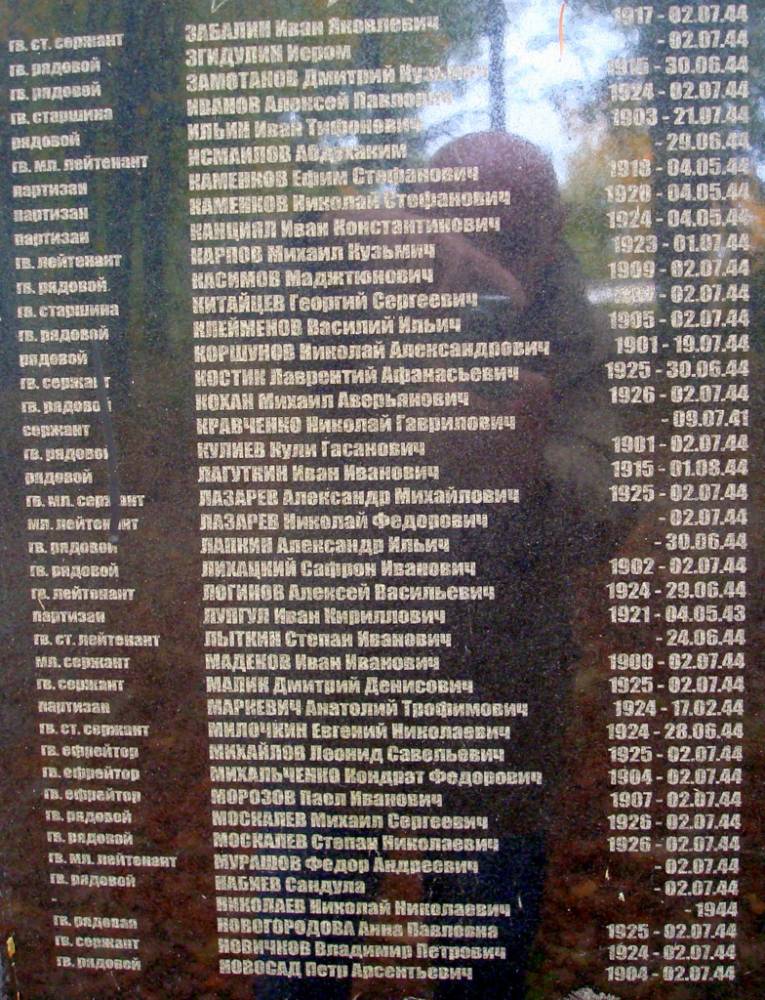 гв. ст. сержант ЗАБАЛИН Иван Яковлевич 1917 - 02.07.44
гв. рядовой ЗГИДУЛИН Иером - 02.07.44
гв. рядовой ЗАМОТАКОВ Дмитрий Кузьмич 1916 - 30.06.44
гв. старшина ИВАНОВ Алексей Павлович 1924 - 02.07.44
рядовой ИЛЬИН Иван Тифонович 1903 - 21.07.44
гв. мл. лейтенант ИСМАИЛОВ Абдухаким - 29.06.44
партизан КАМЕНКОВ Ефим Стефанович 1918 - 04.05.44
партизан КАМЕНКОВ Николай Стефанович 1920 - 04.05.44
партизан КАНЦИЯЛ Иван Константинович 1924 - 04.05.44
гв. лейтенант КАРПОВ Михаил Кузьмич 1923 - 01.07.44
гв. рядовой КАСИМОВ Маджтюнович 1909 - 02.07.44
гв. старшина КИТАЙЦЕВ Георгий Сергеевич - 02.07.44
гв. рядовой КЛЕЙМЕНОВ Василий Ильич 1905 - 02.07.44
рядовой КОРШУНОВ Николай Александрович 1901 - 19.07.44
гв. сержант КОСТИК Лаврентий Афанасьевич 1925 - 30.06.44
гв. рядовой КОХАН Михаил Аверьянович 1926 - 02.07.44
сержант КРАВЧЕНКО Николай Гаврилович - 09.07.41
гв. рядовой КУЛИЕВ Кули Гасанович 1901 - 02.07.44
рядовой ЛАГУТКИН Иван Иванович 1915 - 01.08.44
гв. мл. сержант ЛАЗАРЕВ Александр Михайлович 1925 - 02.07.44
мл. лейтенант ЛАЗАРЕВ Николай Федорович - 02.07.44
гв. рядовой ЛАПКИН Александр Ильич - 30.06.44
гв. рядовой ЛИХАЦКИЙ Сафрон Иванович 1902 - 02.07.44
гв. лейтенант ЛОГИНОВ Алексей Васильевич 1924 - 29.06.44
партизан ЛУПГУЛ Иван Кириллович 1921 - 04.05.43
гв. ст. лейтенант ЛЫТКИН Степан Иванович - 24.06.44
мл. сержант МАДЕКОВ Иван Иванович 1900 - 02.07.44
гв. сержант МАЛИК Дмитрий Денисович 1925 - 02.07.44
партизан МАРКЕВИЧ Анатолий Трофимович 1924 - 17.02.44
гв. ст. сержант МИЛОЧКИН Евгений Николаевич 1924 - 28.06.44
гв. ефрейтор МИХАЙЛОВ Леонид Савельевич 1925 - 02.07.44
гв. ефрейтор МИХАЛЬЧЕНКО Кондрат Федорович 1904 - 02.07.44
гв. ефрейтор МОРОЗОВ Паел Иванович 1907 - 02.07.44
гв. рядовой МОСКАЛЕВ Михаил Сергеевич 1926 - 02.07.44
гв. рядовой МОСКАЛЕВ Степан Николаевич 1926 - 02.07.44
гв. мл. лейтенант МУРАШОВ Федор Андреевич - 02.07.44
гв. рядовой НАБИЕВ Сандула - 02.07.44
- НИКОЛАЕВ Николай Николаевич - 1944
гв. рядовая НОВОГОРОДОВА Анна Павловна 1925 - 02.07.44
гв. сержант НОВИЧКОВ Владимир Петрович 1924 - 02.07.44
гв. рядовой НОВОСАД Петр Арсентьевич 1904 - 02.07.44